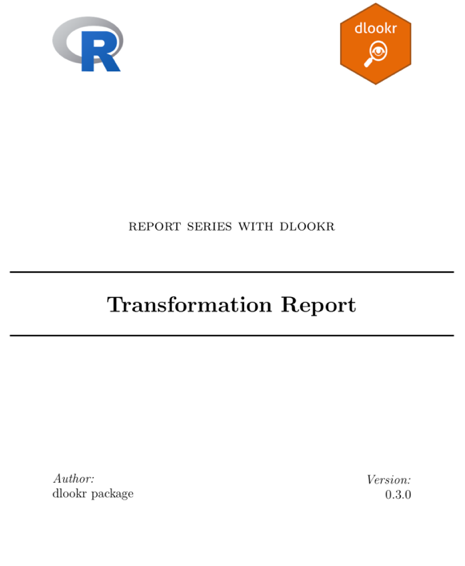 R
dlookr
REPORT SERIES WITH DLOOKR
Transformation Report
Author:
dlookr package
Version:
0.3.0